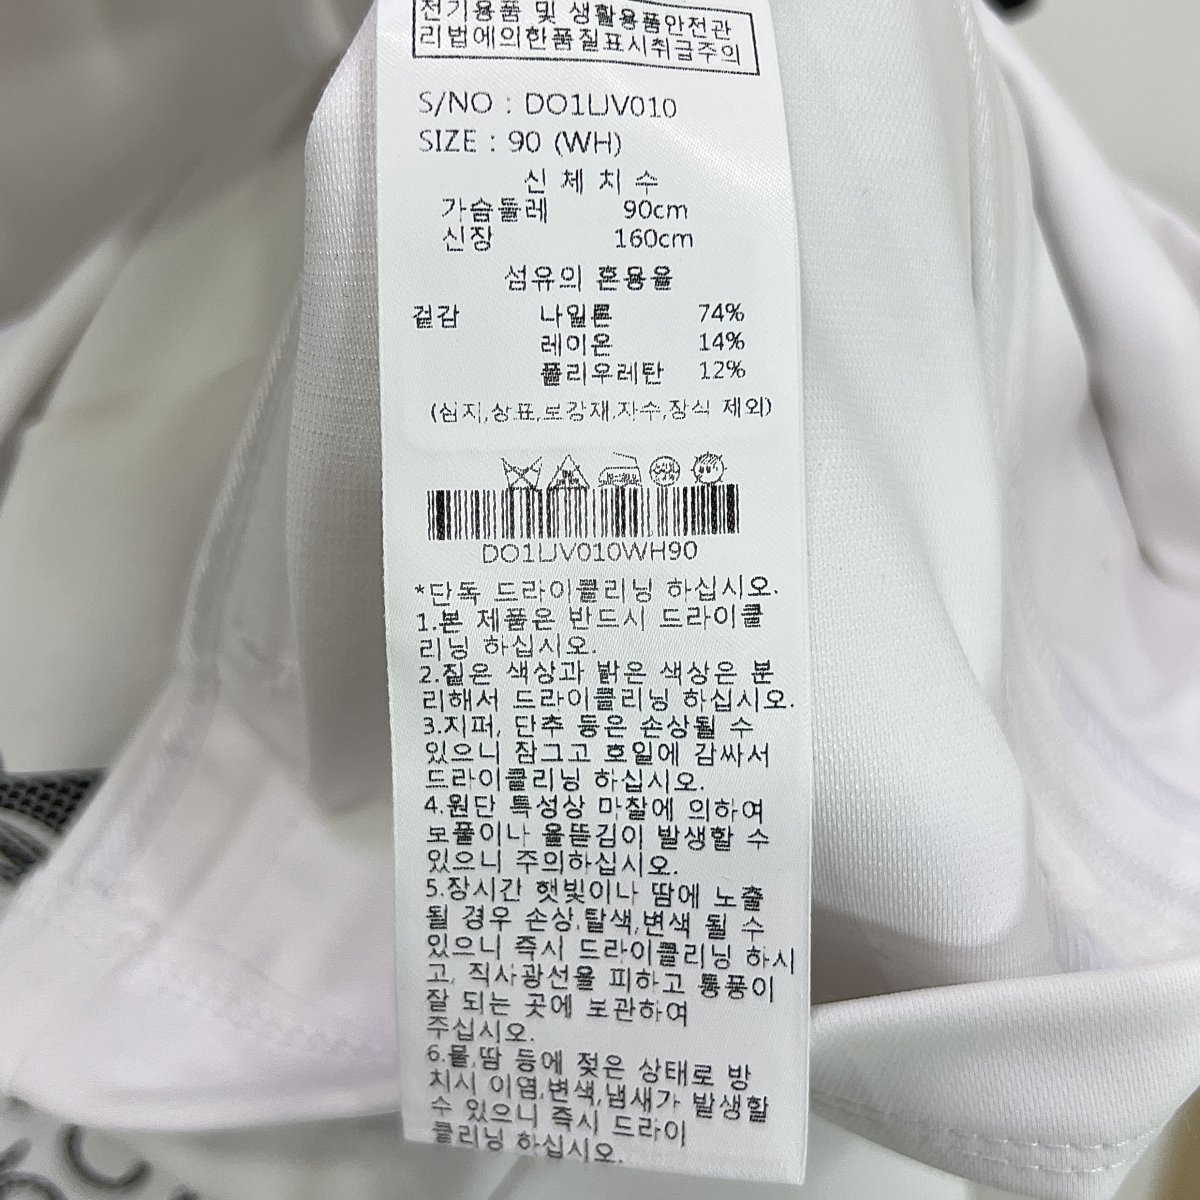 전기용품 및 생활용품안전관
리법에의한품질표시취급주의
S/NO : DO1LJV010
SIZE : 90 (WH)
신 체 치 수
가슴둘레 90cm
신장 160cm
섬유의 혼용율
겉감 나일론 74%
레이온 14%
폴리우레탄 12%
(심지,상표,보강재,자수,장식 제외)
DO1LJV010WH90
*단독 드라이클리닝 하십시오.
1.본 제품은 반드시 드라이클
리닝 하십시오.
2.짙은 색상과 밝은 색상은 분
리해서 드라이클리닝 하십시오.
3.지퍼, 단추 등은 손상될 수
있으니 잠그고 호일에 감싸서
드라이클리닝 하십시오.
4.원단 특성상 마찰에 의하여
보풀이나 올뜯김이 발생할 수
있으니 주의하십시오.
5.장시간 햇빛이나 땀에 노출
될 경우 손상,탈색,변색 될 수
있으니 즉시 드라이클리닝 하시
고, 직사광선을 피하고 통풍이
잘 되는 곳에 보관하여
주십시오.
6.물,땀 등에 젖은 상태로 방
치시 이염,변색,냄새가 발생할
수 있으니 즉시 드라이
클리닝 하십시오.